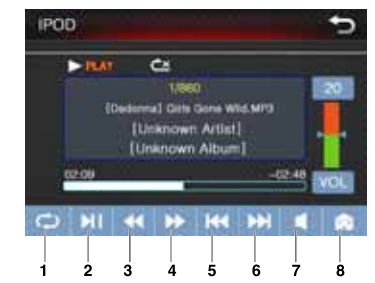 IPOD
PLAY
1/860
20
[Dadonna] Girls Gone Wild.MP3
[Unknown Artist]
[Unknown Album]
02:09
-02:48
VOL
1 2 3 4 5 6 7 8